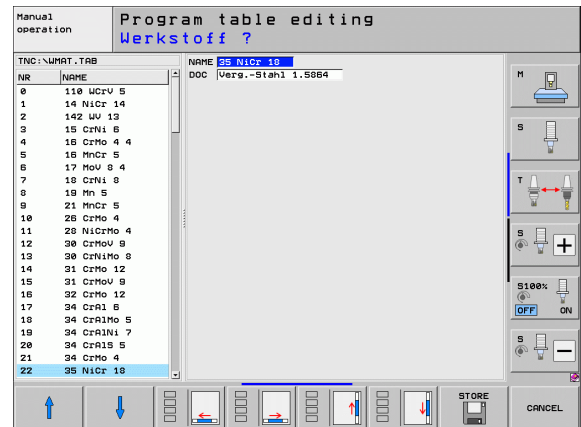 Manual
operation
Program table editing
Werkstoff ?
TNC:\WMAT.TAB
NR NAME
0 110 WCrV 5
1 14 NiCr 14
2 142 WV 13
3 15 CrNi 6
4 16 CrMo 4 4
5 16 MnCr 5
6 17 MoV 8 4
7 18 CrNi 8
8 19 Mn 5
9 21 MnCr 5
10 26 CrMo 4
11 28 NiCrMo 4
12 30 CrMoV 9
13 30 CrNiMo 8
14 31 CrMo 12
15 31 CrMoV 9
16 32 CrMo 12
17 34 CrAl 6
18 34 CrAlMo 5
19 34 CrAlNi 7
20 34 CrAlS 5
21 34 CrMo 4
22 35 NiCr 18
NAME 35 NiCr 18
DOC Verg.-Stahl 1.5864
M
S
T
S
S100%
OFF ON
S
STORE
CANCEL